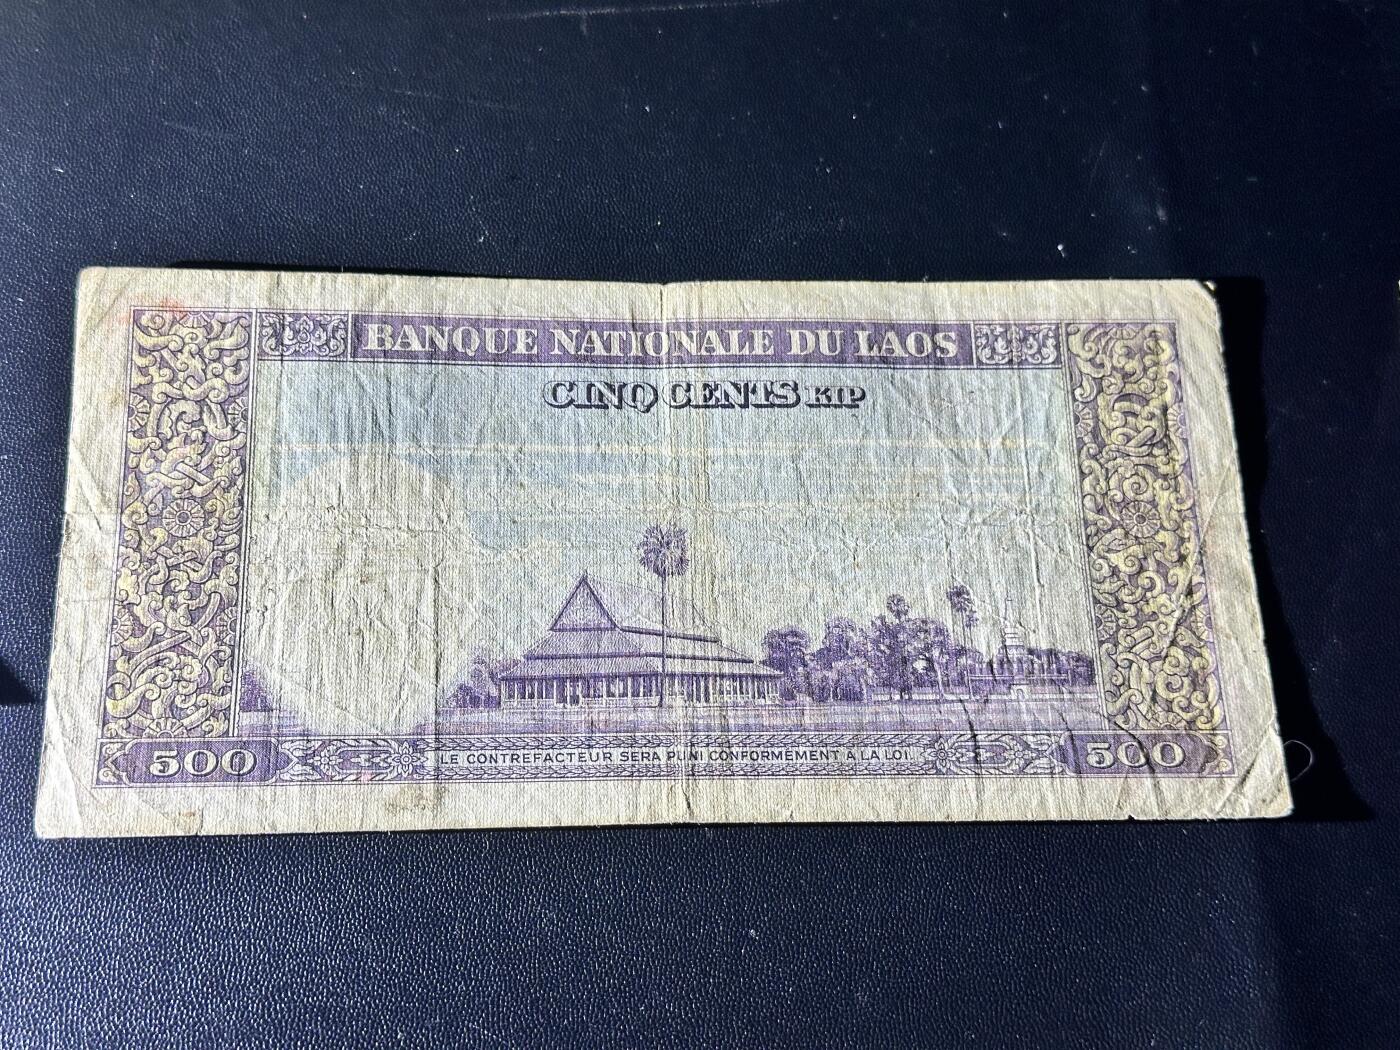 BANQUE NATIONALE DU LAOS
CINQ CENTS KIP
500 LE CONTREFACTEUR SERA PUNI CONFORMEMENT A LA LOI. 500